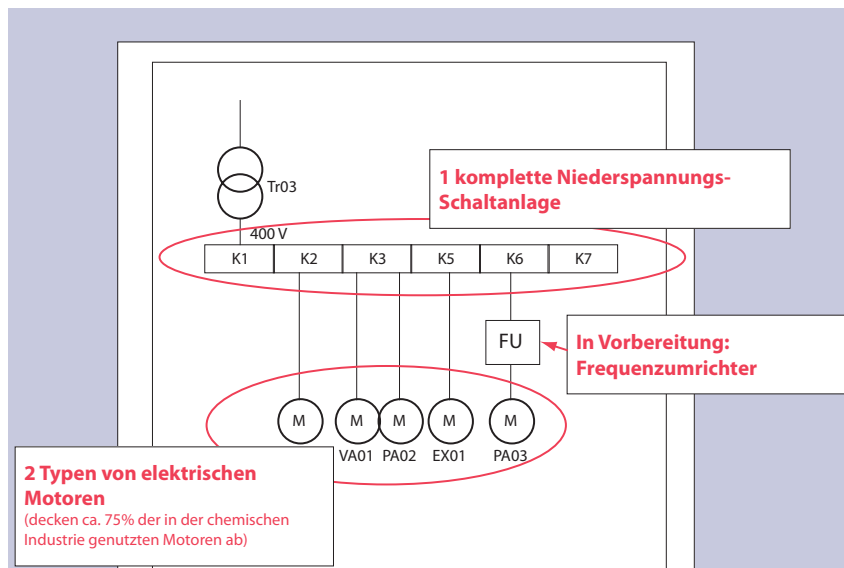 Tr03
1 komplette Niederspannungs-
Schaltanlage
400 V
K1 K2 K3 K5 K6 K7
FU
In Vorbereitung:
Frequenzumrichter
M M M M M
VA01 PA02 EX01 PA03
2 Typen von elektrischen
Motoren
(decken ca. 75% der in der chemischen
Industrie genutzten Motoren ab)